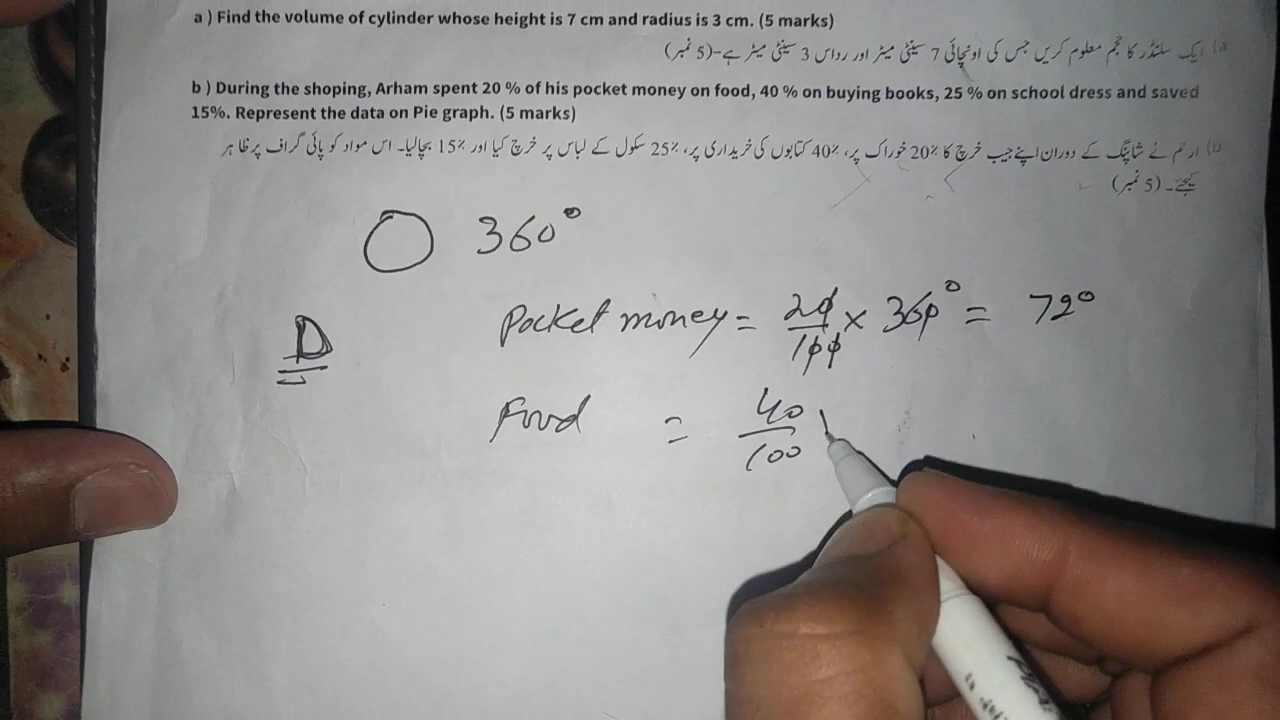 a ) Find the volume of cylinder whose height is 7 cm and radius is 3 cm. (5 marks)
a) ایک سلنڈر کا حجم معلوم کریں جس کی اونچائی 7 سینٹی میٹر اور رداس 3 سینٹی میٹر ہے-(5 نمبر)
b ) During the shoping, Arham spent 20 % of his pocket money on food, 40 % on buying books, 25 % on school dress and saved
15%. Represent the data on Pie graph. (5 marks)
ارحم نے شاپنگ کے دوران اپنے جیب خرچ کا 20% خوراک پر، 40% کتابوں کی خریداری پر، 25% سکول کے لباس پر خرچ کیا اور 15% بچالیا۔ اس مواد کو پائی گراف پر ظاہر
کیجئے۔ (5 نمبر)
360°
Pocket money = 20/100 x 360° = 72°
D
Food = 40/100